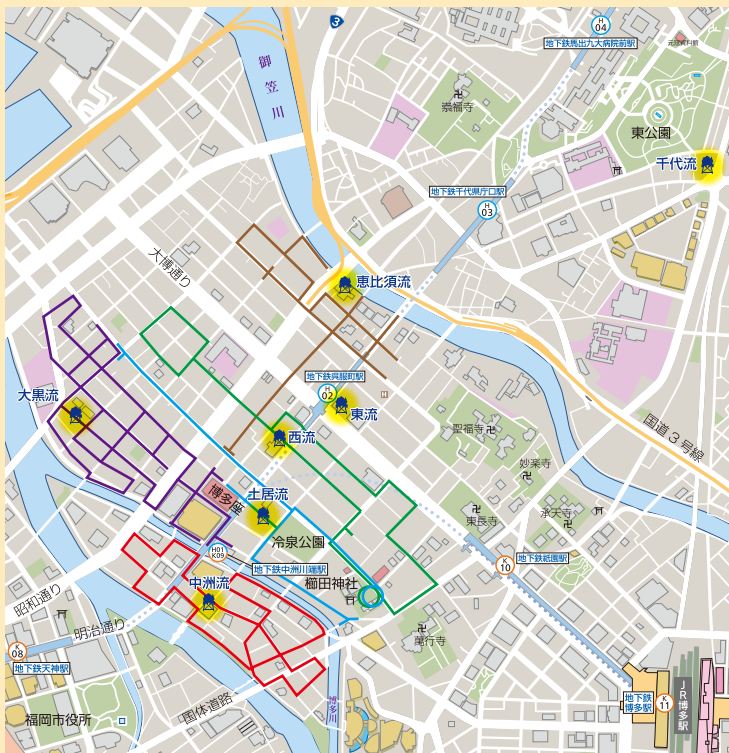 3
H
04
地下鉄馬出九大病院前駅
元寇資料館
御笠川
崇福寺
東公園
千代流
地下鉄千代県庁口駅
H
03
大博通り
恵比須流
地下鉄呉服町駅
H
02
東流
大黒流
西流
国道3号線
聖福寺
妙楽寺
土居流
博多座
東長寺
承天寺
冷泉公園
H01
K09
地下鉄中洲川端駅
K
10
地下鉄祇園駅
櫛田神社
中洲流
昭和通り
明治通り
萬行寺
K
08
地下鉄天神駅
国体道路
博多川
福岡市役所
地下鉄
博多駅
K
11
JR博多駅